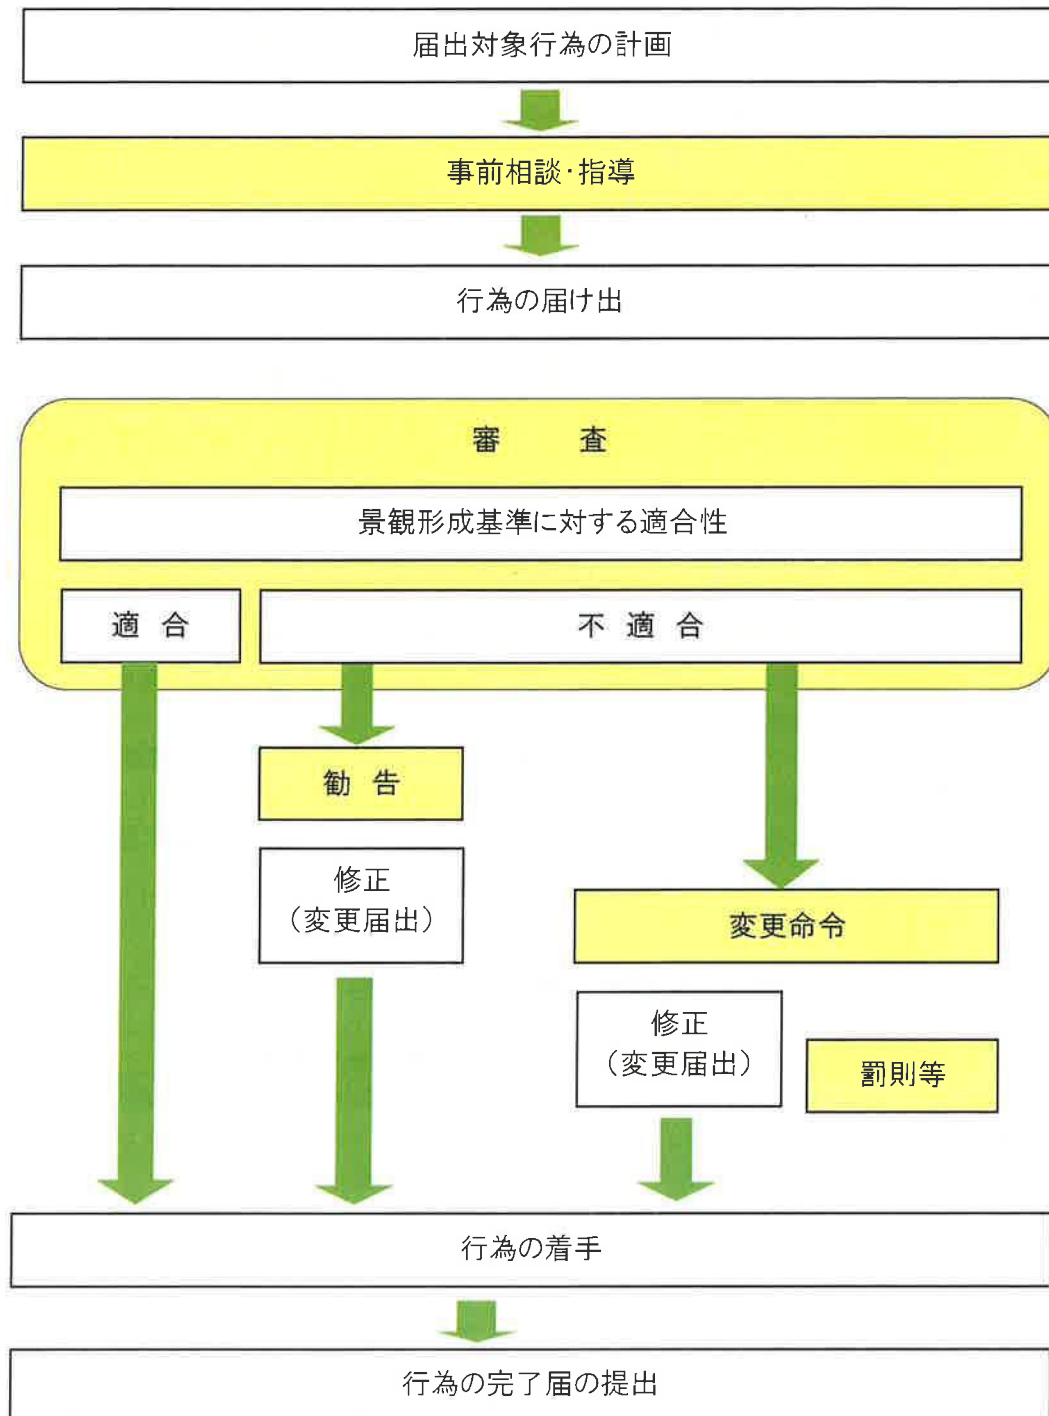 届出対象行為の計画
事前相談・指導
行為の届け出
審　査
景観形成基準に対する適合性
適 合
不 適 合
勧 告
修正
（変更届出）
変更命令
修正
（変更届出）
罰則等
行為の着手
行為の完了届の提出